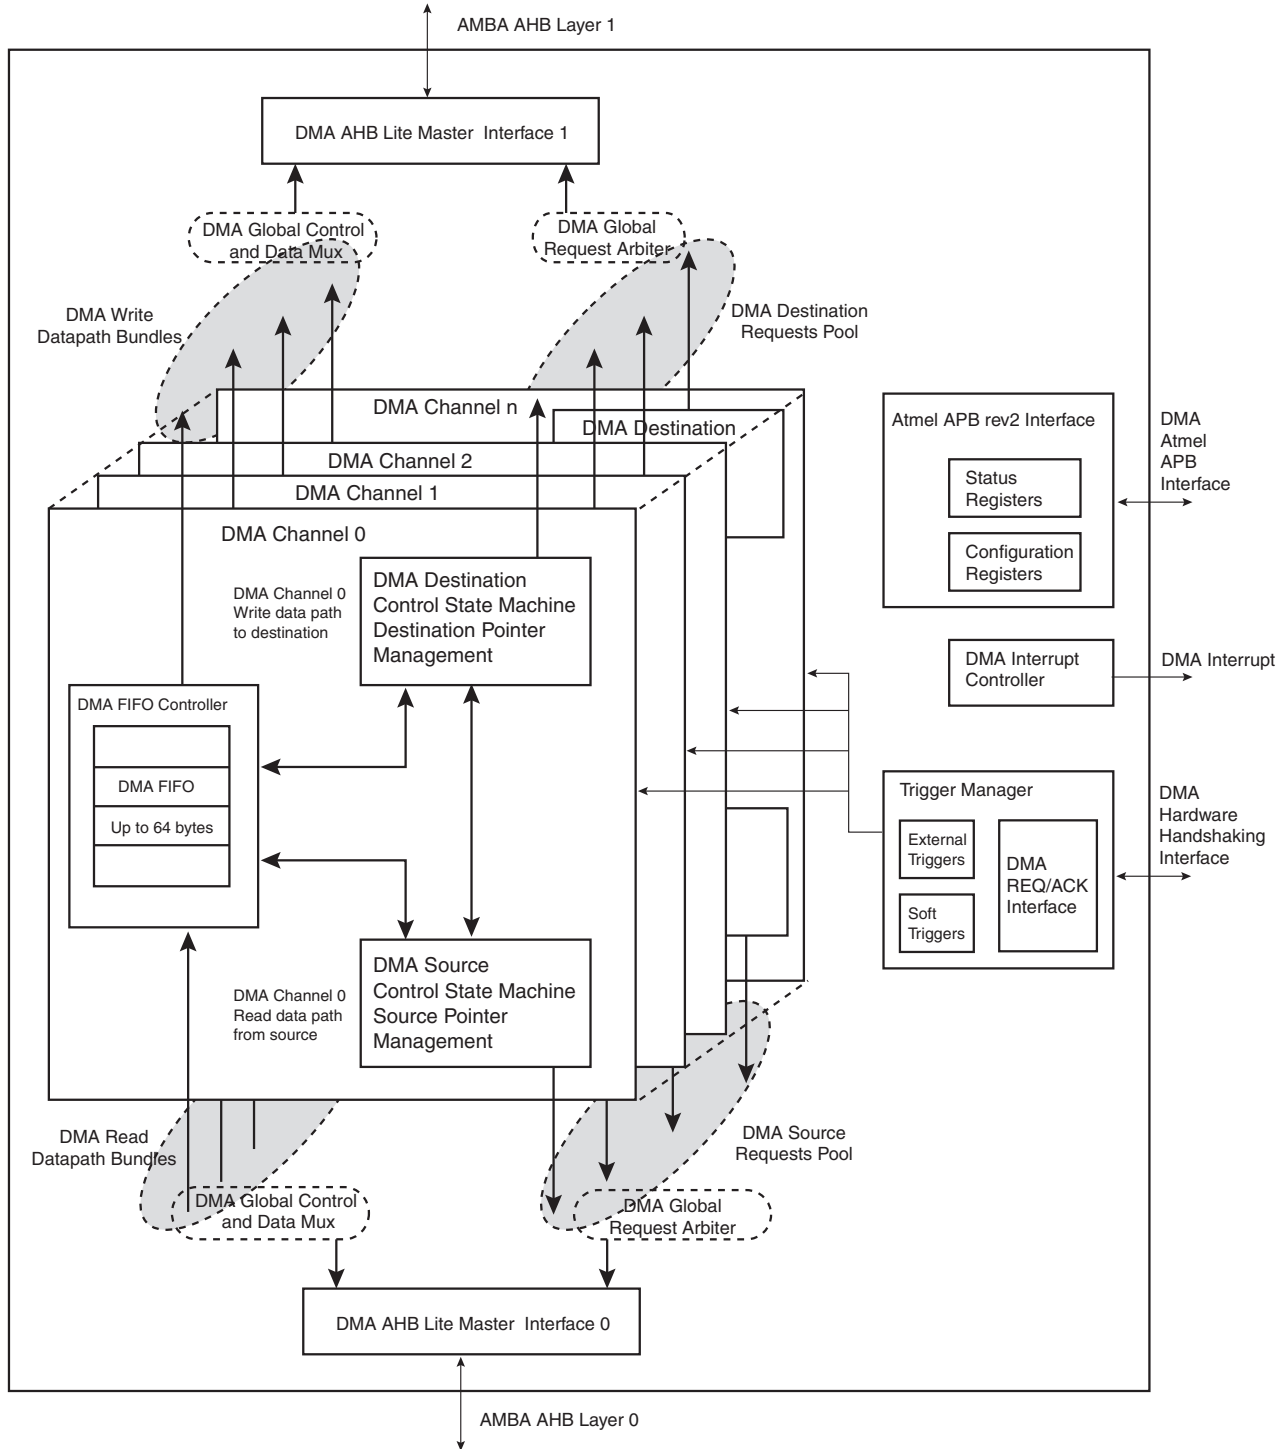 AMBA AHB Layer 1
DMA AHB Lite Master Interface 1
DMA Global Control
and Data Mux
DMA Global
Request Arbiter
DMA Write
Datapath Bundles
DMA Destination
Requests Pool
DMA Channel n
DMA Destination
DMA Channel 2
DMA Channel 1
DMA Channel 0
DMA Channel 0
Write data path
to destination
DMA Destination
Control State Machine
Destination Pointer
Management
DMA FIFO Controller
DMA FIFO
Up to 64 bytes
DMA Channel 0
Read data path
from source
DMA Source
Control State Machine
Source Pointer
Management
Atmel APB rev2 Interface
Status
Registers
Configuration
Registers
DMA
Atmel
APB
Interface
DMA Interrupt
Controller
DMA Interrupt
Trigger Manager
External
Triggers
Soft
Triggers
DMA
REQ/ACK
Interface
DMA
Hardware
Handshaking
Interface
DMA Read
Datapath Bundles
DMA Source
Requests Pool
DMA Global Control
and Data Mux
DMA Global
Request Arbiter
DMA AHB Lite Master Interface 0
AMBA AHB Layer 0